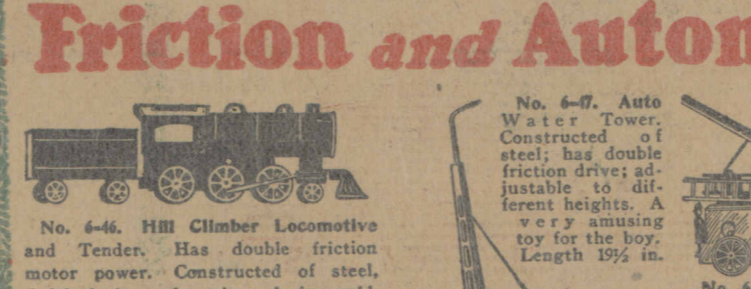 Friction and Auton
No. 6-46. Hill Climber Locomotive
and Tender. Has double friction
motor power. Constructed of steel,
No. 6-47. Auto
Water Tower.
Constructed of
steel; has double
friction drive; ad-
justable to dif-
ferent heights. A
very amusing
toy for the boy.
Length 19½ in.
No.